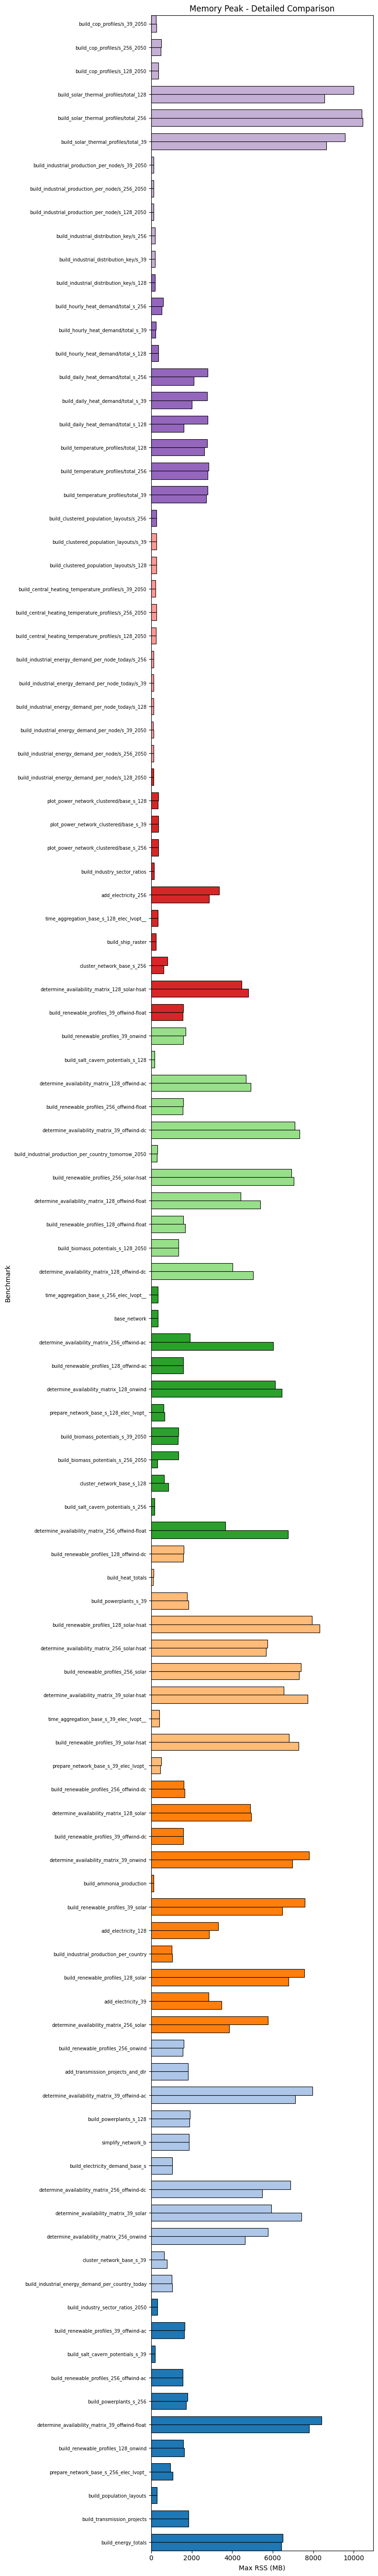 Memory Peak - Detailed Comparison
build_cop_profiles/s_39_2050
build_cop_profiles/s_256_2050
build_cop_profiles/s_128_2050
build_solar_thermal_profiles/total_128
build_solar_thermal_profiles/total_256
build_solar_thermal_profiles/total_39
build_industrial_production_per_node/s_39_2050
build_industrial_production_per_node/s_256_2050
build_industrial_production_per_node/s_128_2050
build_industrial_distribution_key/s_256
build_industrial_distribution_key/s_39
build_industrial_distribution_key/s_128
build_hourly_heat_demand/total_s_256
build_hourly_heat_demand/total_s_39
build_hourly_heat_demand/total_s_128
build_daily_heat_demand/total_s_256
build_daily_heat_demand/total_s_39
build_daily_heat_demand/total_s_128
build_temperature_profiles/total_128
build_temperature_profiles/total_256
build_temperature_profiles/total_39
build_clustered_population_layouts/s_256
build_clustered_population_layouts/s_39
build_clustered_population_layouts/s_128
build_central_heating_temperature_profiles/s_39_2050
build_central_heating_temperature_profiles/s_256_2050
build_central_heating_temperature_profiles/s_128_2050
build_industrial_energy_demand_per_node_today/s_256
build_industrial_energy_demand_per_node_today/s_39
build_industrial_energy_demand_per_node_today/s_128
build_industrial_energy_demand_per_node/s_39_2050
build_industrial_energy_demand_per_node/s_256_2050
build_industrial_energy_demand_per_node/s_128_2050
plot_power_network_clustered/base_s_128
plot_power_network_clustered/base_s_39
plot_power_network_clustered/base_s_256
build_industry_sector_ratios
add_electricity_256
time_aggregation_base_s_128_elec_lvopt__
build_ship_raster
cluster_network_base_s_256
determine_availability_matrix_128_solar-hsat
build_renewable_profiles_39_offwind-float
build_renewable_profiles_39_onwind
build_salt_cavern_potentials_s_128
determine_availability_matrix_128_offwind-ac
build_renewable_profiles_256_offwind-float
determine_availability_matrix_39_offwind-dc
build_industrial_production_per_country_tomorrow_2050
build_renewable_profiles_256_solar-hsat
determine_availability_matrix_128_offwind-float
build_renewable_profiles_128_offwind-float
build_biomass_potentials_s_128_2050
determine_availability_matrix_128_offwind-dc
time_aggregation_base_s_256_elec_lvopt__
base_network
determine_availability_matrix_256_offwind-ac
build_renewable_profiles_128_offwind-ac
determine_availability_matrix_128_onwind
prepare_network_base_s_128_elec_lvopt_
build_biomass_potentials_s_39_2050
build_biomass_potentials_s_256_2050
cluster_network_base_s_128
build_salt_cavern_potentials_s_256
determine_availability_matrix_256_offwind-float
build_renewable_profiles_128_offwind-dc
build_heat_totals
build_powerplants_s_39
build_renewable_profiles_128_solar-hsat
determine_availability_matrix_256_solar-hsat
build_renewable_profiles_256_solar
determine_availability_matrix_39_solar-hsat
time_aggregation_base_s_39_elec_lvopt__
build_renewable_profiles_39_solar-hsat
prepare_network_base_s_39_elec_lvopt_
build_renewable_profiles_256_offwind-dc
determine_availability_matrix_128_solar
build_renewable_profiles_39_offwind-dc
determine_availability_matrix_39_onwind
build_ammonia_production
build_renewable_profiles_39_solar
add_electricity_128
build_industrial_production_per_country
build_renewable_profiles_128_solar
add_electricity_39
determine_availability_matrix_256_solar
build_renewable_profiles_256_onwind
add_transmission_projects_and_dlr
determine_availability_matrix_39_offwind-ac
build_powerplants_s_128
simplify_network_b
build_electricity_demand_base_s
determine_availability_matrix_256_offwind-dc
determine_availability_matrix_39_solar
determine_availability_matrix_256_onwind
cluster_network_base_s_39
build_industrial_energy_demand_per_country_today
build_industry_sector_ratios_2050
build_renewable_profiles_39_offwind-ac
build_salt_cavern_potentials_s_39
build_renewable_profiles_256_offwind-ac
build_powerplants_s_256
determine_availability_matrix_39_offwind-float
build_renewable_profiles_128_onwind
prepare_network_base_s_256_elec_lvopt_
build_population_layouts
build_transmission_projects
build_energy_totals
Benchmark
0 2000 4000 6000 8000 10000
Max RSS (MB)